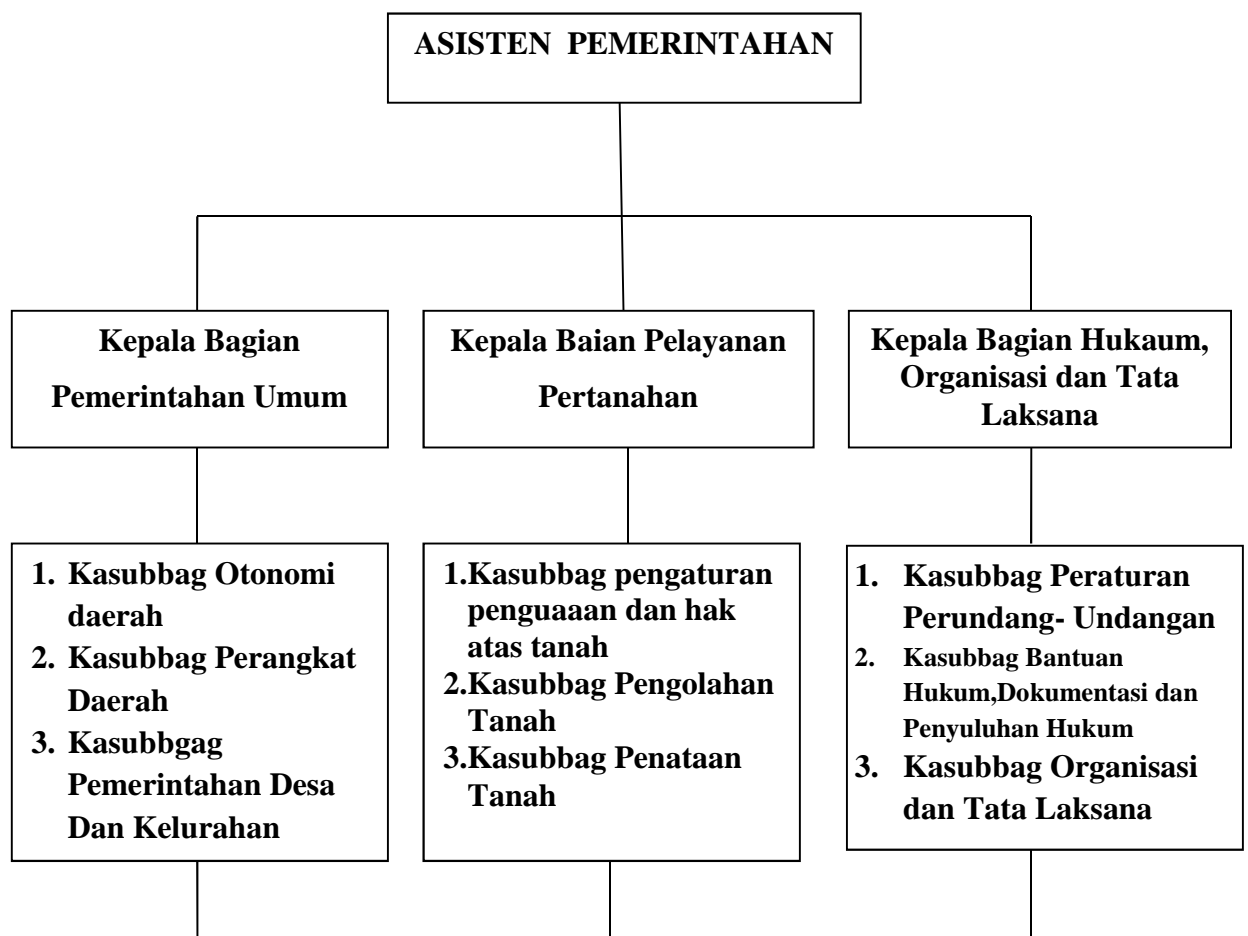 ASISTEN PEMERINTAHAN
Kepala Bagian
Pemerintahan Umum
Kepala Baian Pelayanan
Pertanahan
Kepala Bagian Hukaum,
Organisasi dan Tata
Laksana
1. Kasubbag Otonomi
daerah
2. Kasubbag Perangkat
Daerah
3. Kasubbgag
Pemerintahan Desa
Dan Kelurahan
1.Kasubbag pengaturan
penguaaan dan hak
atas tanah
2.Kasubbag Pengolahan
Tanah
3.Kasubbag Penataan
Tanah
1. Kasubbag Peraturan
Perundang- Undangan
2. Kasubbag Bantuan
Hukum,Dokumentasi dan
Penyuluhan Hukum
3. Kasubbag Organisasi
dan Tata Laksana